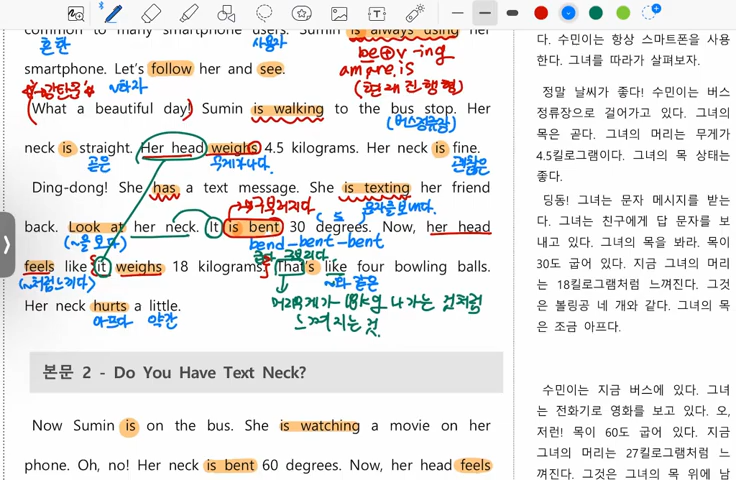 common to many smartphone users. Sumin is always using her
흔한
사용자
be⊕v-ing
smartphone. Let's follow her and see.
am are, is
*감탄문* ~하자
(현재진행형)
What a beautiful day! Sumin is walking to the bus stop. Her
(버스정류장)
neck is straight. Her head weighs 4.5 kilograms. Her neck is fine.
곧은
무게가 나가다.
괜찮은
Ding-dong! She has a text message. She is texting her friend
→구부러지다
문자를 보내다.
back. Look at her neck. It is bent 30 degrees. Now, her head
(~을 보다)
bend-bent-bent
feels like it weighs 18 kilograms. That's like four bowling balls.
(~처럼 느끼다)
~와 같은
Her neck hurts a little.
아프다 약간
머리무게가 18kg 나가는 것처럼
느껴지는 것.
본문 2 - Do You Have Text Neck?
Now Sumin is on the bus. She is watching a movie on her
phone. Oh, no! Her neck is bent 60 degrees. Now, her head feels
다. 수민이는 항상 스마트폰을 사용
한다. 그녀를 따라가 살펴보자.
정말 날씨가 좋다! 수민이는 버스
정류장으로 걸어가고 있다. 그녀의
목은 곧다. 그녀의 머리는 무게가
4.5킬로그램이다. 그녀의 목 상태는
좋다.
딩동! 그녀는 문자 메시지를 받는
다. 그녀는 친구에게 답 문자를 보
내고 있다. 그녀의 목을 봐라. 목이
30도 굽어 있다. 지금 그녀의 머리
는 18킬로그램처럼 느껴진다. 그것
은 볼링공 네 개와 같다. 그녀의 목
은 조금 아프다.
수민이는 지금 버스에 있다. 그녀
는 전화기로 영화를 보고 있다. 오,
저런! 목이 60도 굽어 있다. 지금
그녀의 머리는 27킬로그램처럼 느
껴진다. 그것은 그녀의 목 위에 남